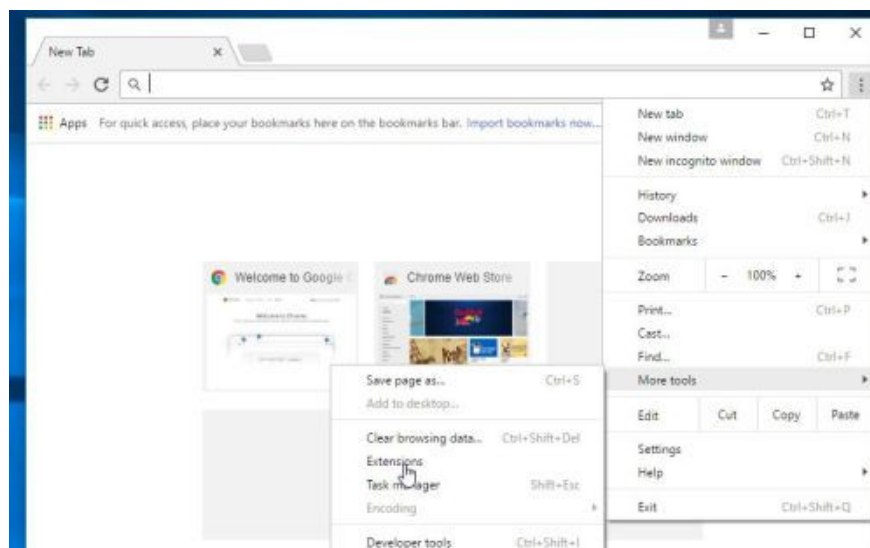 New Tab
Apps For quick access, place your bookmarks here on the bookmarks bar. Import bookmarks now...
New tab Ctrl+T
New window Ctrl+N
New incognito window Ctrl+Shift+N
History
Downloads Ctrl+J
Bookmarks
Zoom - 100% +
Print... Ctrl+P
Cast...
Find... Ctrl+F
More tools
Edit Cut Copy Paste
Settings
Help
Exit Ctrl+Shift+Q
Welcome to Google
Chrome Web Store
Save page as... Ctrl+S
Add to desktop...
Clear browsing data... Ctrl+Shift+Del
Extensions
Task manager Shift+Esc
Encoding
Developer tools Ctrl+Shift+I